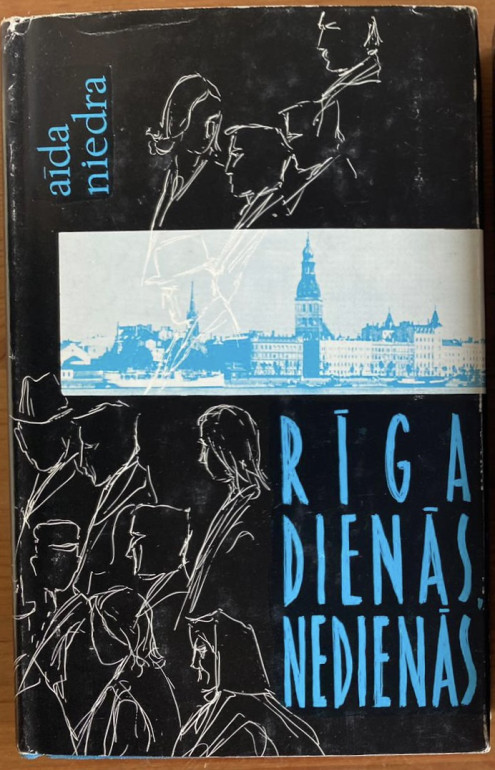 aīda
niedra
RĪGA
DIENĀS,
NEDIENĀS